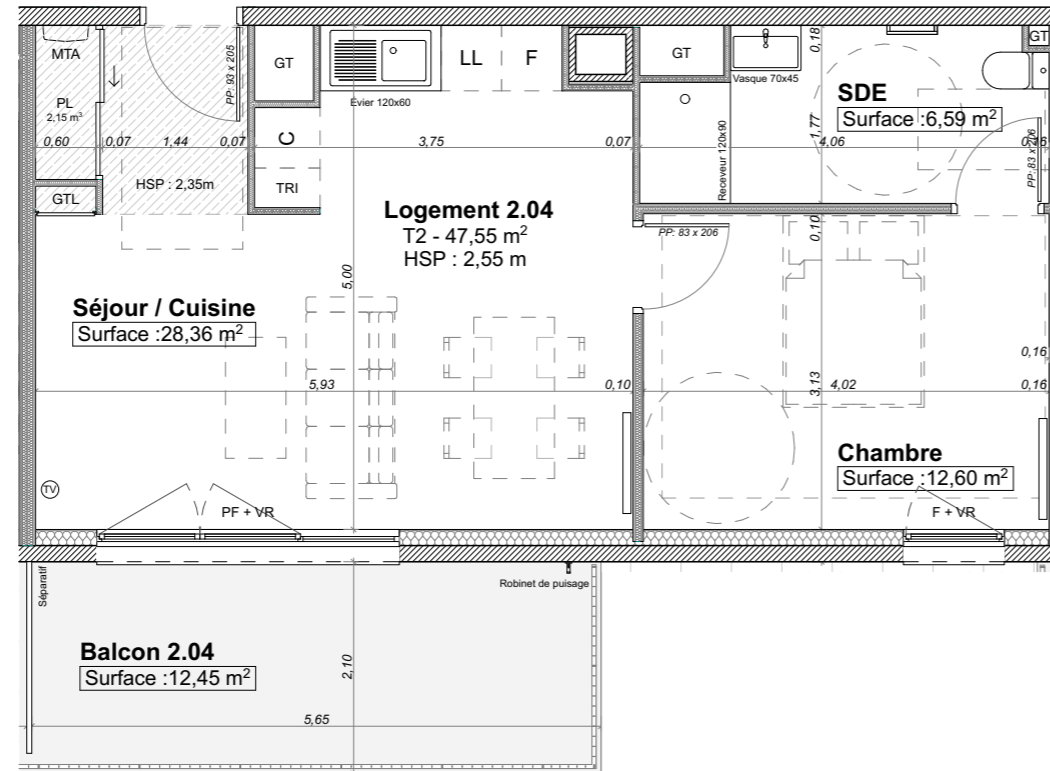 MTA
PL
2,15 m³
0,60
0,07
1,44
0,07
HSP : 2,35m
GTL
PP: 93 x 205
GT
C
TRI
Évier 120x60
LL
F
3,75
0,07
GT
Vasque 70x45
Receveur 120x90
0,18
1,77
SDE
Surface :6,59 m²
4,06
0,16
GT
PP: 83 x 206
Logement 2.04
T2 - 47,55 m²
HSP : 2,55 m
PP: 83 x 206
0,10
5,00
Séjour / Cuisine
Surface :28,36 m²
5,93
0,10
3,13
4,02
0,16
0,16
Chambre
Surface :12,60 m²
TV
PF + VR
F + VR
Séparatif
Robinet de puisage
Balcon 2.04
Surface :12,45 m²
2,10
5,65